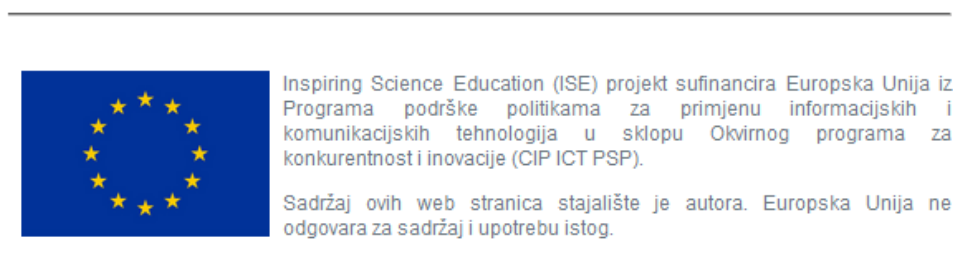 Inspiring Science Education (ISE) projekt sufinancira Europska Unija iz
Programa podrške politikama za primjenu informacijskih i
komunikacijskih tehnologija u sklopu Okvirnog programa za
konkurentnost i inovacije (CIP ICT PSP).
Sadržaj ovih web stranica stajalište je autora. Europska Unija ne
odgovara za sadržaj i upotrebu istog.